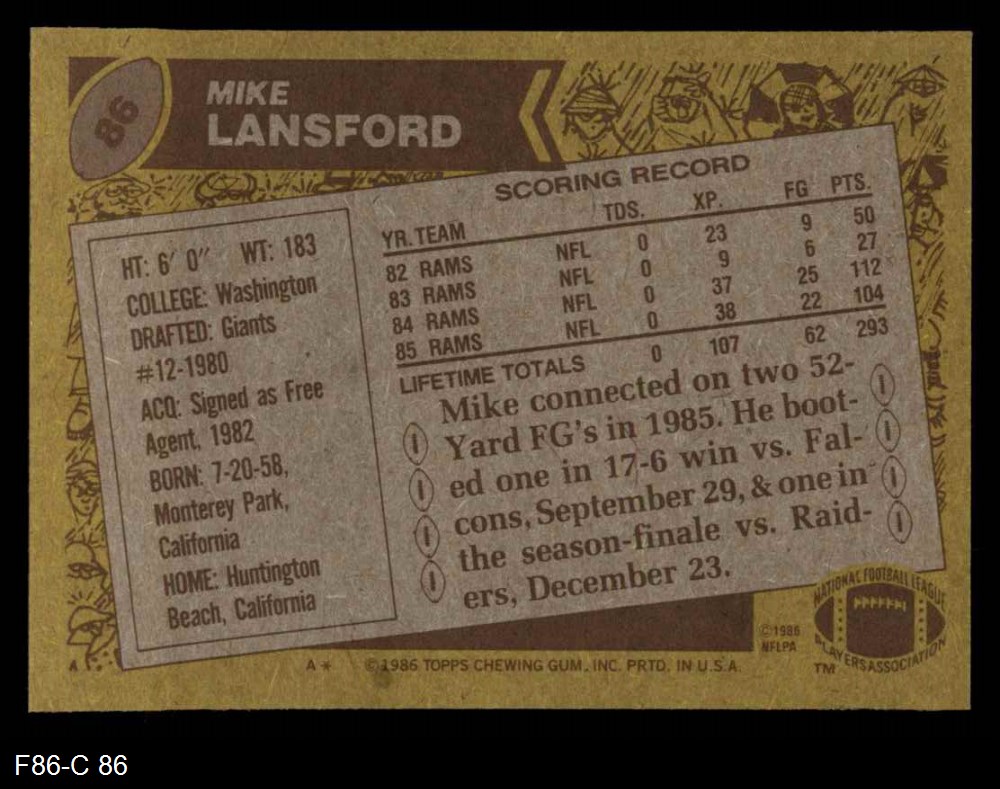 86
MIKE
LANSFORD
HT: 6' 0" WT: 183
COLLEGE: Washington
DRAFTED: Giants
#12-1980
ACQ: Signed as Free
Agent, 1982
BORN: 7-20-58,
Monterey Park,
California
HOME: Huntington
Beach, California
SCORING RECORD
YR. TEAM TDS. XP. FG PTS.
82 RAMS NFL 0 23 9 50
83 RAMS NFL 0 9 6 27
84 RAMS NFL 0 37 25 112
85 RAMS NFL 0 38 22 104
LIFETIME TOTALS 0 107 62 293
Mike connected on two 52-
Yard FG's in 1985. He boot-
ed one in 17-6 win vs. Fal-
cons, September 29, & one in
the season-finale vs. Raid-
ers, December 23.
©1986
NFLPA
NATIONAL FOOTBALL LEAGUE
PLAYERS ASSOCIATION
TM
A A* ©1986 TOPPS CHEWING GUM, INC. PRTD. IN U.S.A.
F86-C 86